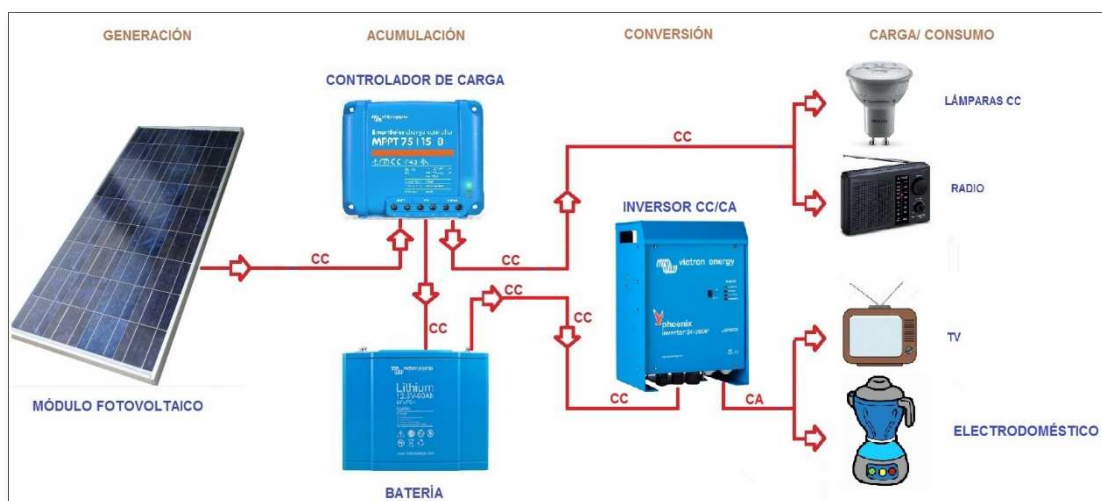 GENERACIÓN
ACUMULACIÓN
CONVERSIÓN
CARGA/ CONSUMO
CONTROLADOR DE CARGA
MPPT 75 | 15
LÁMPARAS CC
CC
RADIO
INVERSOR CC/CA
CC
CC
victron energy
CC
CC
CC
phoenix
TV
Lithium
CC
CA
MÓDULO FOTOVOLTAICO
ELECTRODOMÉSTICO
BATERÍA